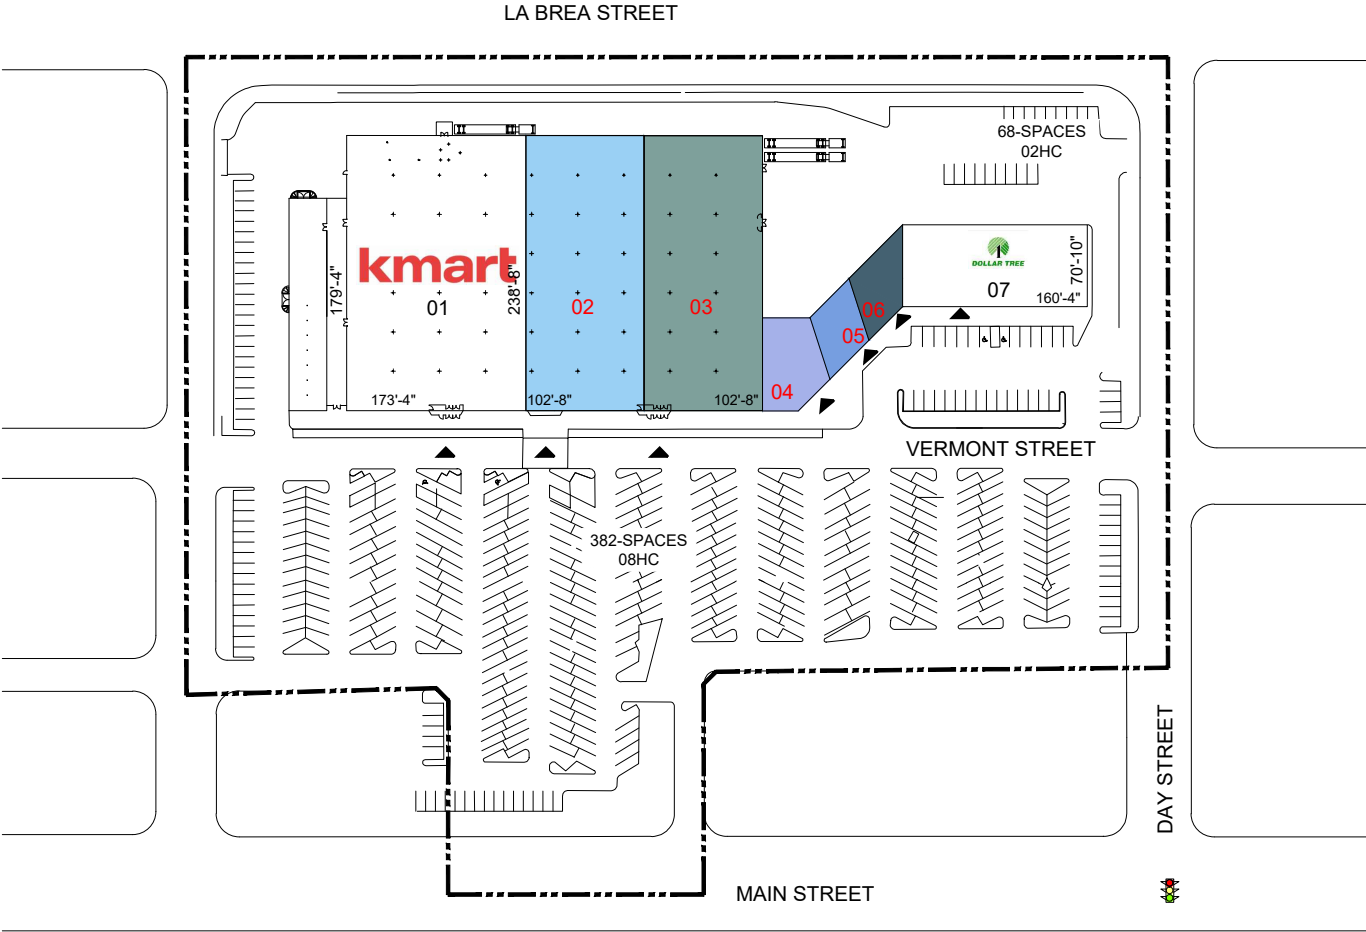 LA BREA STREET
68-SPACES
02HC
kmart
01
179'-4"
238'-8"
173'-4"
02
102'-8"
03
102'-8"
04
05
06
DOLLAR TREE
07
70'-10"
160'-4"
VERMONT STREET
382-SPACES
08HC
DAY STREET
MAIN STREET